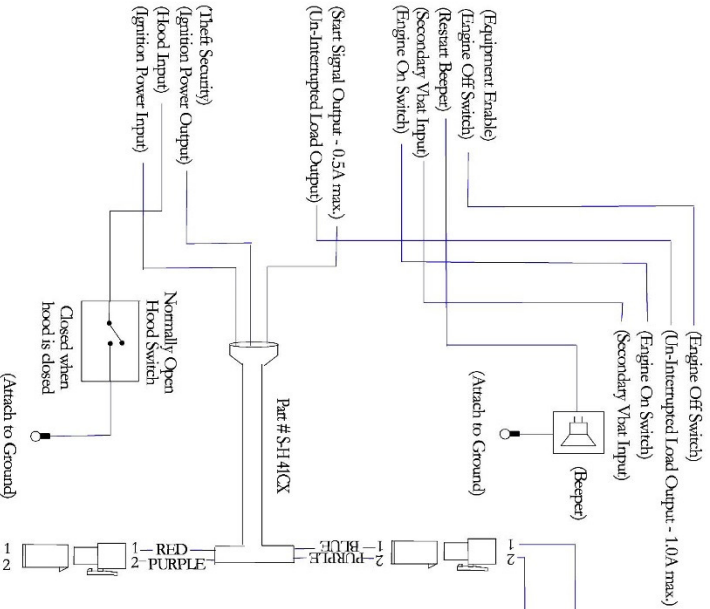 (Equipment Enable)
(Engine Off Switch)
(Restart Beeper)
(Secondary Vbat Input)
(Engine On Switch)
(Start Signal Output - 0.5A max.)
(Un-Interrupted Load Output)
(Theft Security)
(Ignition Power Output)
(Hood Input)
(Ignition Power Input)
(Engine Off Switch)
(Un-Interrupted Load Output - 1.0A max.)
(Engine On Switch)
(Secondary Vbat Input)
(Beeper)
(Attach to Ground)
Part # S-H41CX
Normally Open
Hood Switch
Closed when
hood is closed
(Attach to Ground)
1 RED
2 PURPLE
1
2
BLUE 1
PURPLE 2
1
2